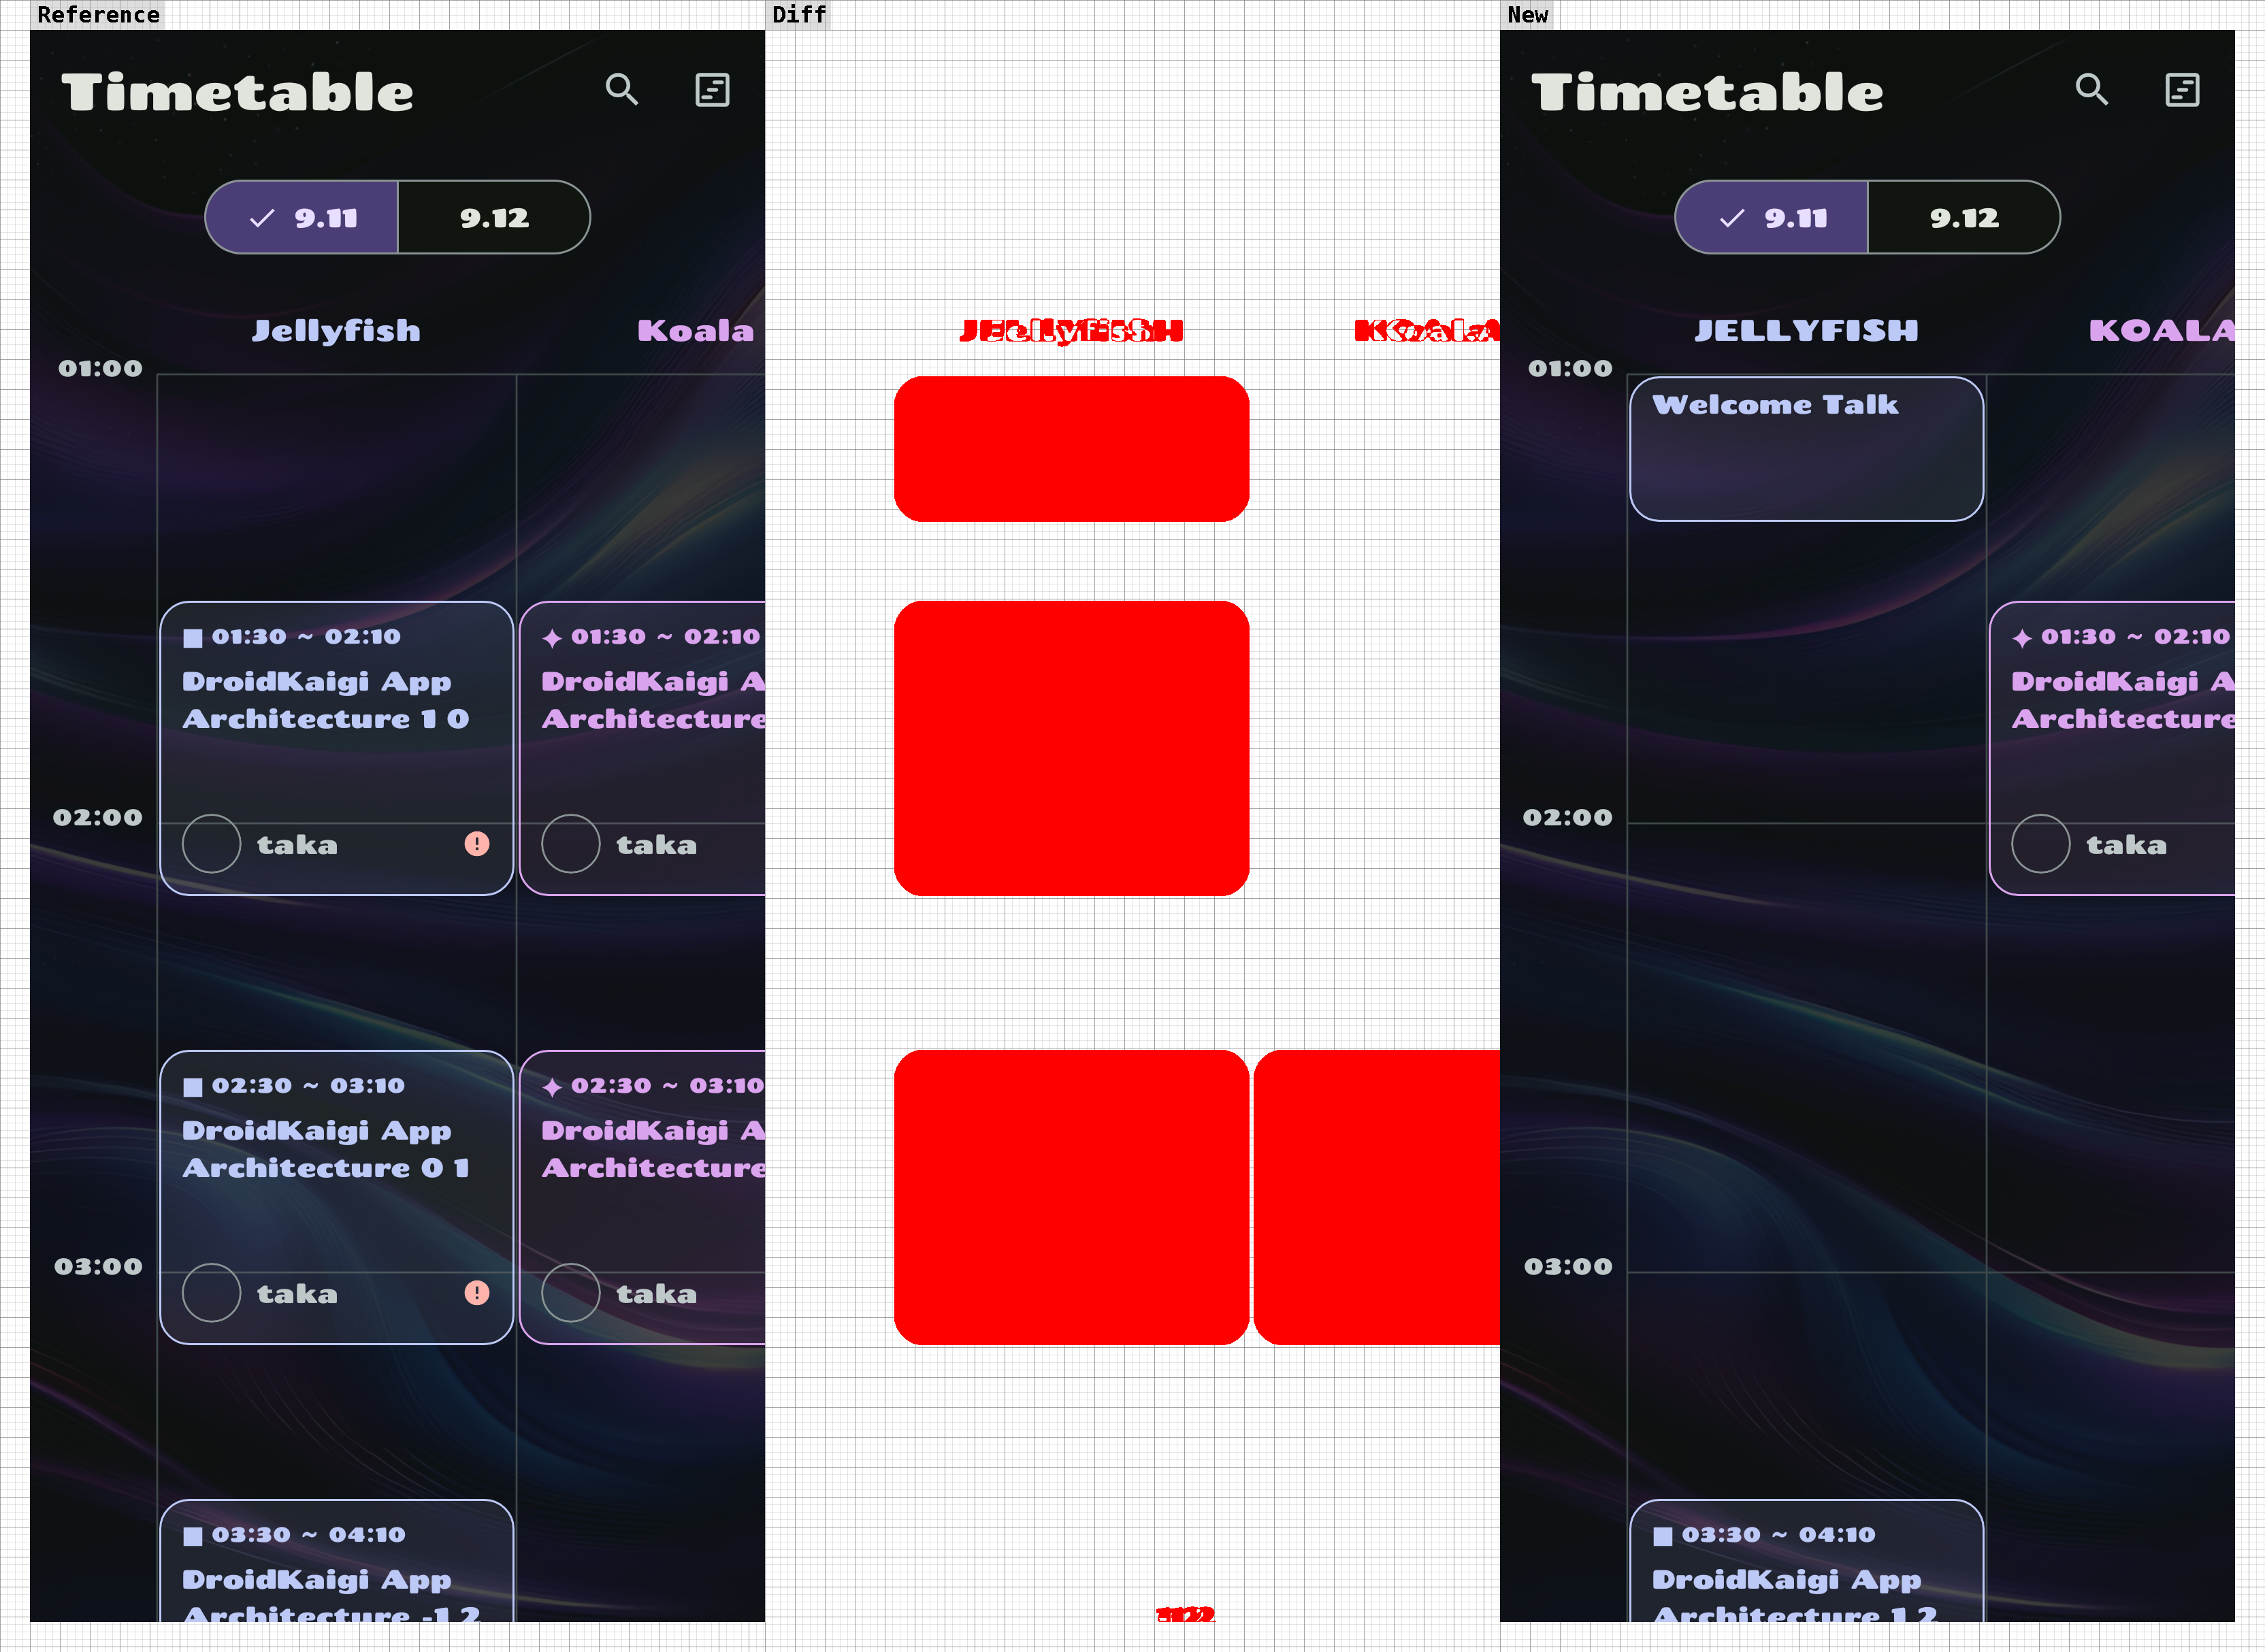 Reference
Timetable
9.11
9.12
Jellyfish
Koala
01:00
01:30 ~ 02:10
DroidKaigi App
Architecture 1 0
taka
01:30 ~ 02:10
DroidKaigi A
Architecture
taka
02:00
02:30 ~ 03:10
DroidKaigi App
Architecture 0 1
taka
02:30 ~ 03:10
DroidKaigi A
Architecture
taka
03:00
03:30 ~ 04:10
DroidKaigi App
Architecture -1 2
Diff
New
Timetable
9.11
9.12
JELLYFISH
KOALA
01:00
Welcome Talk
01:30 ~ 02:10
DroidKaigi A
Architecture
taka
02:00
03:00
03:30 ~ 04:10
DroidKaigi App
Architecture 1 2